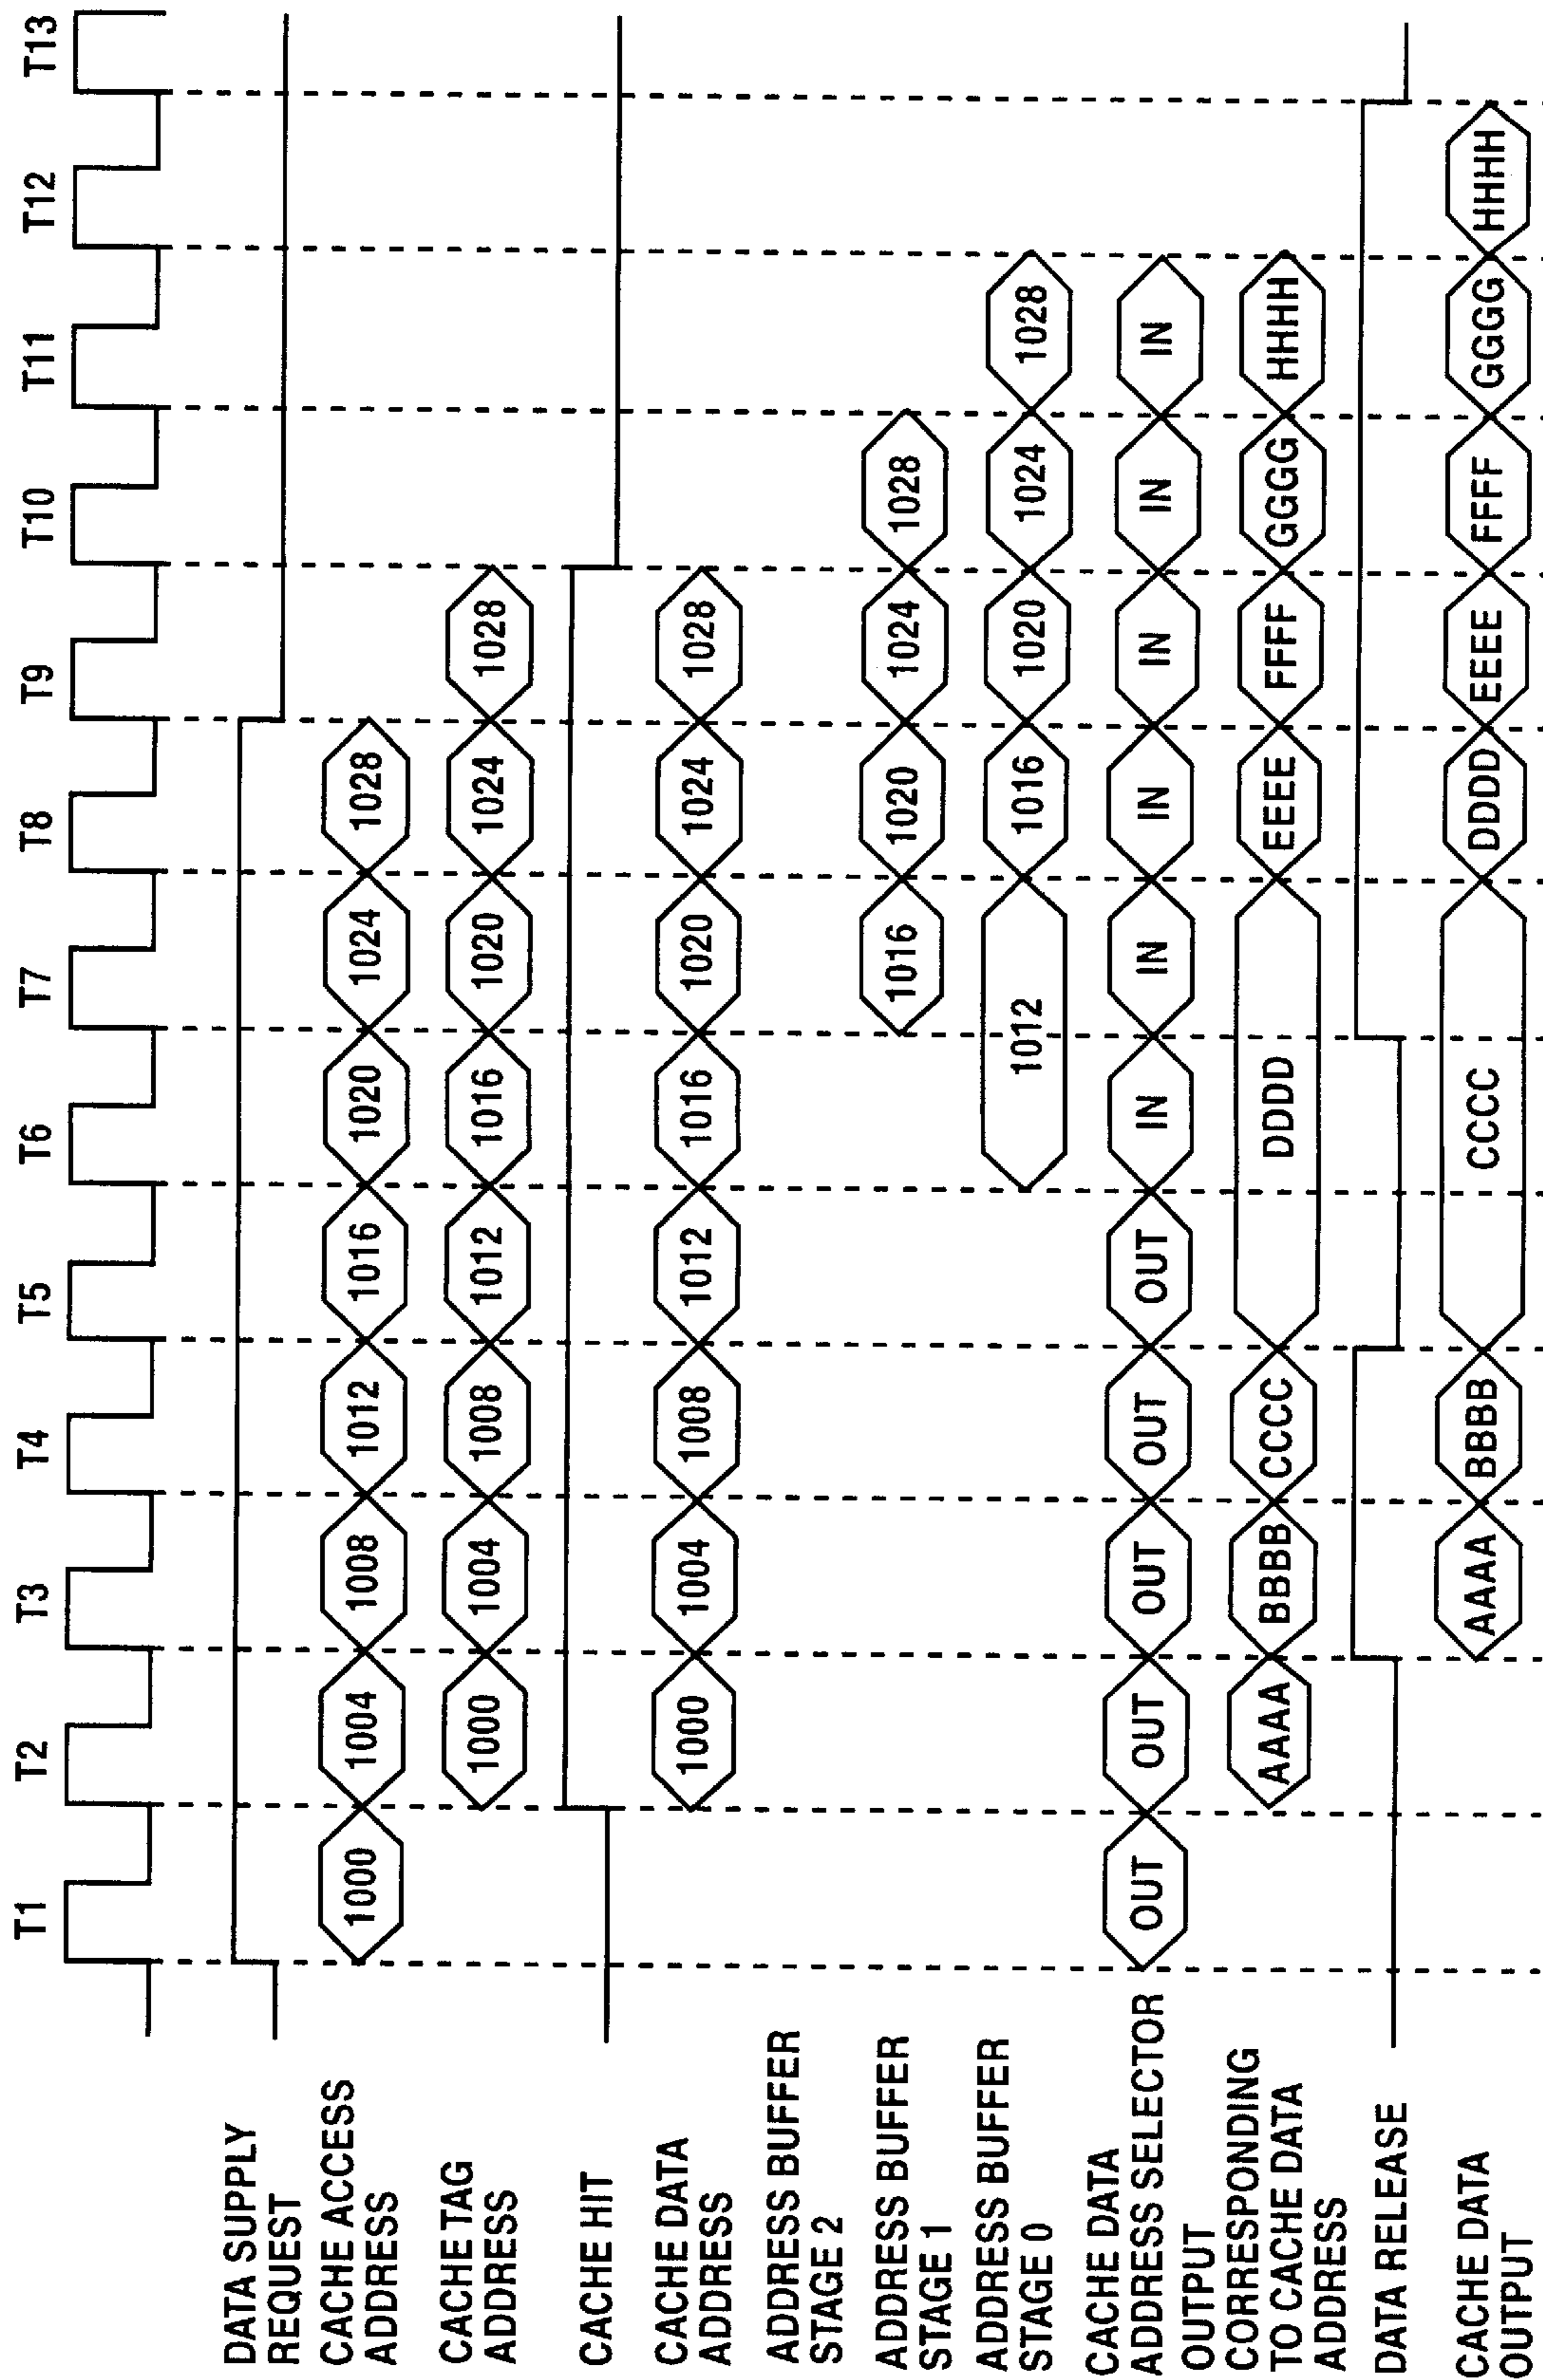 T1 T2 T3 T4 T5 T6 T7 T8 T9 T10 T11 T12 T13
DATA SUPPLY
REQUEST
CACHE ACCESS
ADDRESS
1000 1004 1008 1012 1016 1020 1024 1028
CACHE TAG
ADDRESS
1000 1004 1008 1012 1016 1020 1024 1028
CACHE HIT
CACHE DATA
ADDRESS
1000 1004 1008 1012 1016 1020 1024 1028
ADDRESS BUFFER
STAGE 2
ADDRESS BUFFER
STAGE 1
1016 1020 1024 1028
ADDRESS BUFFER
STAGE 0
1012 1016 1020 1024 1028
CACHE DATA
ADDRESS SELECTOR
OUTPUT
OUT OUT OUT OUT OUT IN IN IN IN IN IN
CORRESPONDING
TO CACHE DATA
ADDRESS
AAAA BBBB CCCC DDDD EEEE FFFF GGGG HHHH
DATA RELEASE
CACHE DATA
OUTPUT
AAAA BBBB CCCC DDDD EEEE FFFF GGGG HHHH